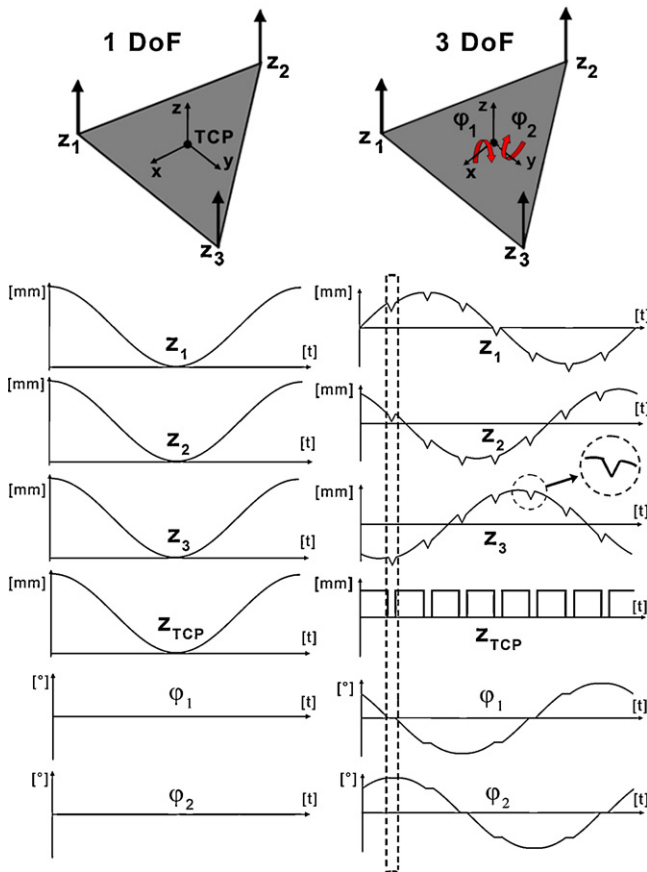 1 DoF
3 DoF
z2
z2
z
z
z1
TCP
φ1
φ2
z1
x
y
x
y
z3
z3
[mm]
[t]
z1
[mm]
[t]
z1
[mm]
[t]
z2
[mm]
[t]
z2
[mm]
[t]
z3
[mm]
[t]
z3
[mm]
[t]
zTCP
[mm]
[t]
zTCP
[°]
φ1
[t]
[°]
φ1
[t]
[°]
φ2
[t]
[°]
φ2
[t]